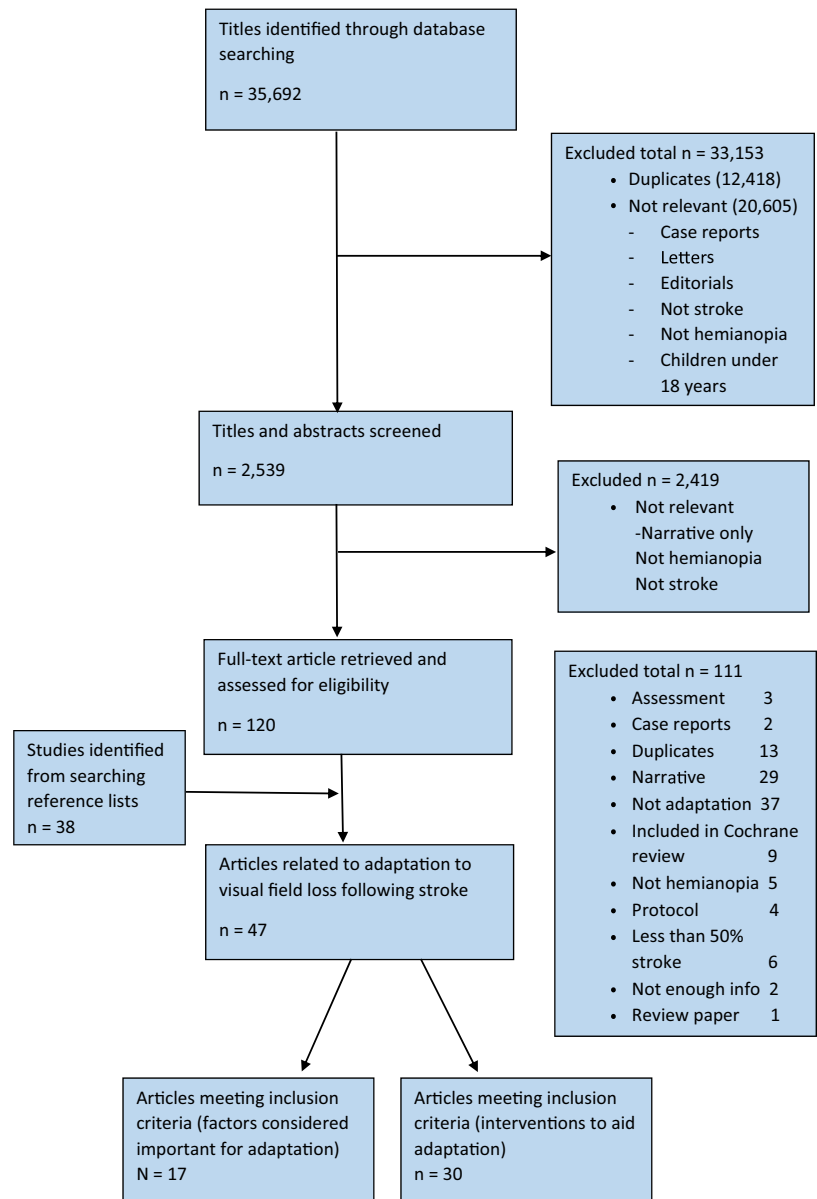 Titles identified through database
searching
n = 35,692
Excluded total n = 33,153
• Duplicates (12,418)
• Not relevant (20,605)
- Case reports
- Letters
- Editorials
- Not stroke
- Not hemianopia
- Children under
18 years
Titles and abstracts screened
n = 2,539
Excluded n = 2,419
• Not relevant
-Narrative only
Not hemianopia
Not stroke
Full-text article retrieved and
assessed for eligibility
n = 120
Excluded total n = 111
• Assessment 3
• Case reports 2
• Duplicates 13
• Narrative 29
• Not adaptation 37
• Included in Cochrane
review 9
• Not hemianopia 5
• Protocol 4
• Less than 50%
stroke 6
• Not enough info 2
• Review paper 1
Studies identified
from searching
reference lists
n = 38
Articles related to adaptation to
visual field loss following stroke
n = 47
Articles meeting inclusion
criteria (factors considered
important for adaptation)
N = 17
Articles meeting inclusion
criteria (interventions to aid
adaptation)
n = 30